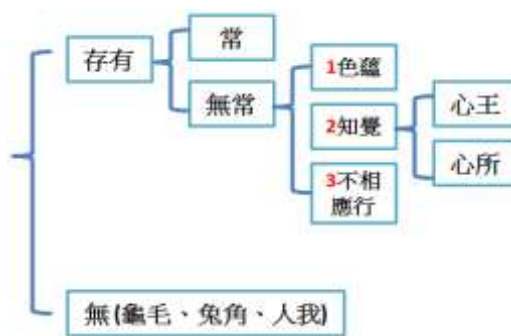 存有
常
無常
1色蘊
2知覺
3不相
應行
心王
心所
無(龜毛、兔角、人我)